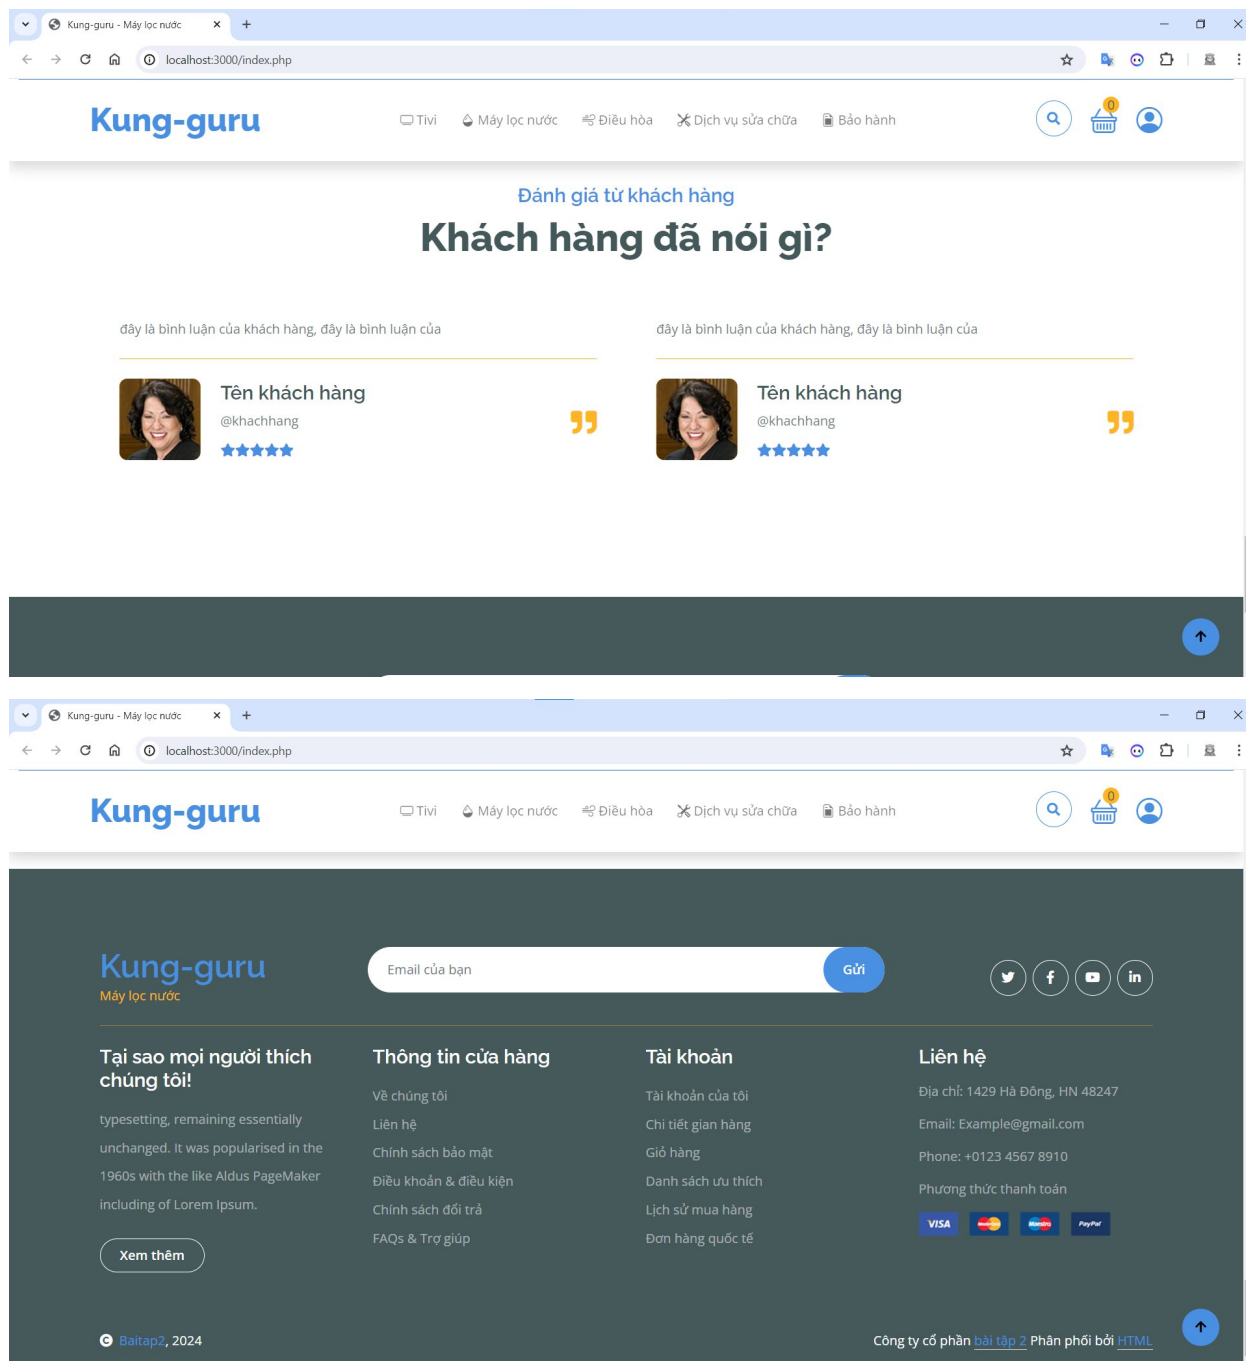 Kung-guru - Máy lọc nước
localhost:3000/index.php
Kung-guru
Tivi Máy lọc nước Điều hòa Dịch vụ sửa chữa Bảo hành
0
Đánh giá từ khách hàng
Khách hàng đã nói gì?
đây là bình luận của khách hàng, đây là bình luận của
Tên khách hàng
@khachhang
đây là bình luận của khách hàng, đây là bình luận của
Tên khách hàng
@khachhang
Kung-guru - Máy lọc nước
localhost:3000/index.php
Kung-guru
Tivi Máy lọc nước Điều hòa Dịch vụ sửa chữa Bảo hành
0
Kung-guru
Máy lọc nước
Email của bạn
Gửi
Tại sao mọi người thích
chúng tôi!
typesetting, remaining essentially
unchanged. It was popularised in the
1960s with the like Aldus PageMaker
including of Lorem Ipsum.
Xem thêm
Thông tin cửa hàng
Về chúng tôi
Liên hệ
Chính sách bảo mật
Điều khoản & điều kiện
Chính sách đổi trả
FAQs & Trợ giúp
Tài khoản
Tài khoản của tôi
Chi tiết gian hàng
Giỏ hàng
Danh sách ưu thích
Lịch sử mua hàng
Đơn hàng quốc tế
Liên hệ
Địa chỉ: 1429 Hà Đông, HN 48247
Email: Example@gmail.com
Phone: +0123 4567 8910
Phương thức thanh toán
VISA MasterCard Maestro PayPal
Baitap2, 2024
Công ty cổ phần bài tập 2 Phân phối bởi HTML